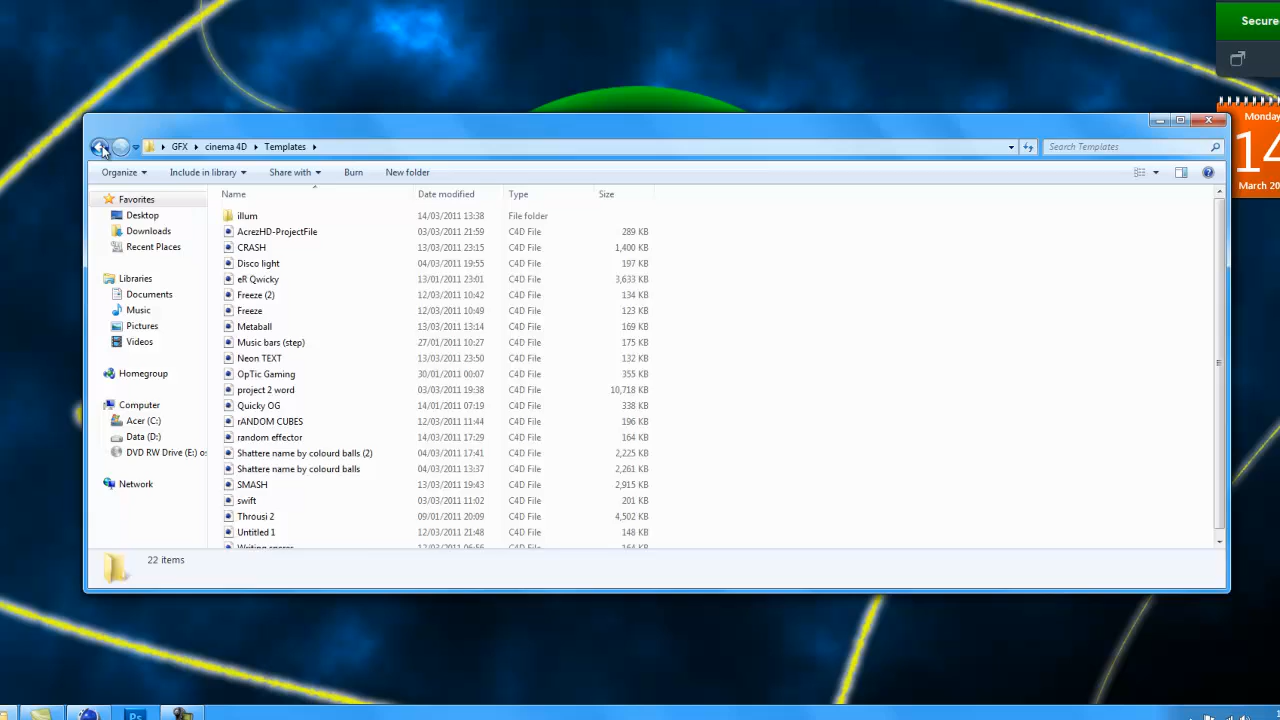 Secure
Monday
14
March 20
GFX cinema 4D Templates
Search Templates
Organize Include in library Share with Burn New folder
Name Date modified Type Size
Favorites
Desktop
Downloads
Recent Places
Libraries
Documents
Music
Pictures
Videos
Homegroup
Computer
Acer (C:)
Data (D:)
DVD RW Drive (E:) os
Network
illum 14/03/2011 13:38 File folder
AcrezHD-ProjectFile 03/03/2011 21:59 C4D File 289 KB
CRASH 13/03/2011 23:15 C4D File 1,400 KB
Disco light 04/03/2011 19:55 C4D File 197 KB
eR Qwicky 13/01/2011 23:01 C4D File 3,633 KB
Freeze (2) 12/03/2011 10:42 C4D File 134 KB
Freeze 12/03/2011 10:49 C4D File 123 KB
Metaball 13/03/2011 13:14 C4D File 169 KB
Music bars (step) 27/01/2011 10:27 C4D File 175 KB
Neon TEXT 13/03/2011 23:50 C4D File 132 KB
OpTic Gaming 30/01/2011 00:07 C4D File 355 KB
project 2 word 03/03/2011 19:38 C4D File 10,718 KB
Quicky OG 14/01/2011 07:19 C4D File 338 KB
rANDOM CUBES 12/03/2011 11:44 C4D File 196 KB
random effector 14/03/2011 17:29 C4D File 164 KB
Shattere name by colourd balls (2) 04/03/2011 17:41 C4D File 2,225 KB
Shattere name by colourd balls 04/03/2011 13:37 C4D File 2,261 KB
SMASH 13/03/2011 19:43 C4D File 2,915 KB
swift 03/03/2011 11:02 C4D File 201 KB
Throusi 2 09/01/2011 20:09 C4D File 4,502 KB
Untitled 1 12/03/2011 21:48 C4D File 148 KB
Writing 12/03/2011 C4D File 164 KB
22 items
Ps